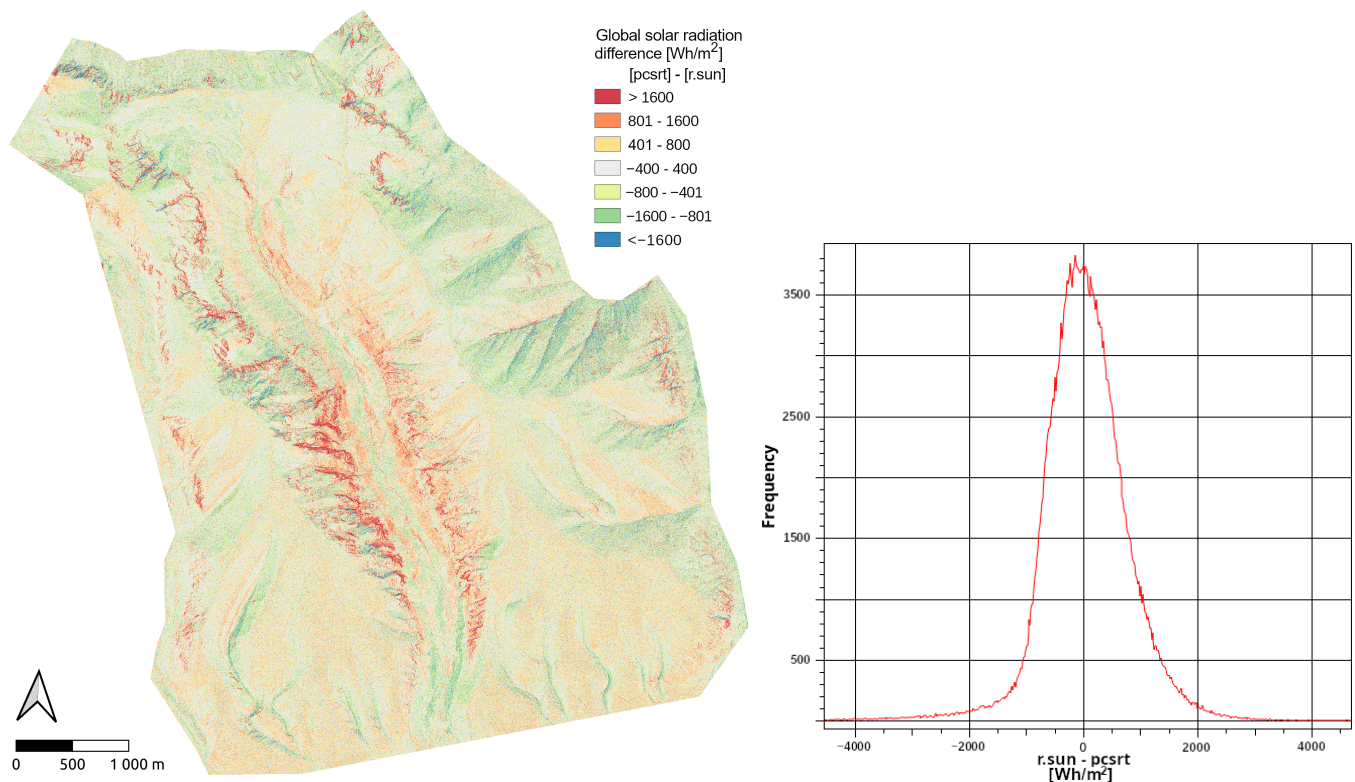 Global solar radiation
difference [Wh/m²]
[pcsrt] - [r.sun]
> 1600
801 - 1600
401 - 800
−400 - 400
−800 - −401
−1600 - −801
<−1600
0 500 1 000 m
Frequency
3500
2500
1500
500
−4000 −2000 0 2000 4000
r.sun - pcsrt
[Wh/m²]